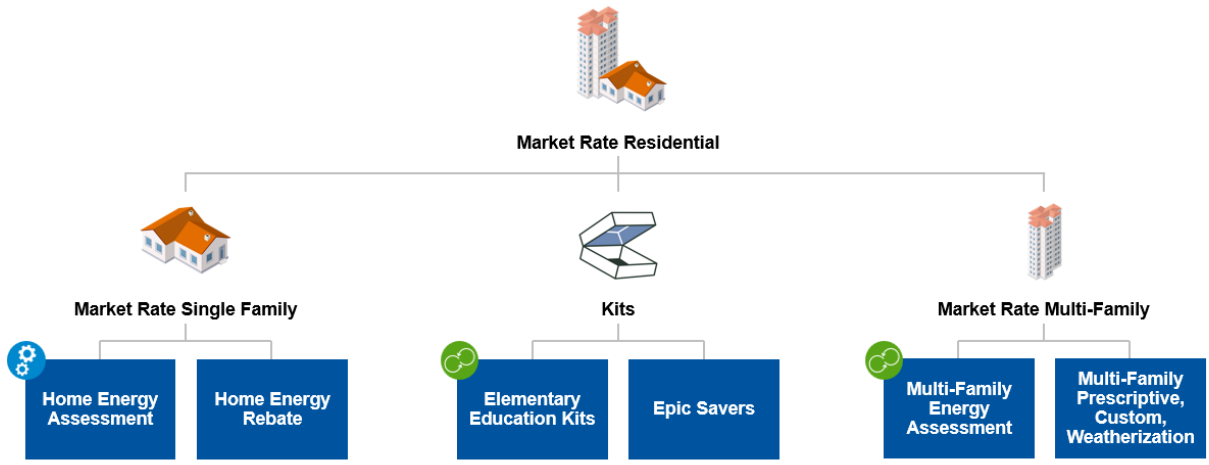 Market Rate Residential
Market Rate Single Family
Kits
Market Rate Multi-Family
Home Energy
Assessment
Home Energy
Rebate
Elementary
Education Kits
Epic Savers
Multi-Family
Energy
Assessment
Multi-Family
Prescriptive,
Custom,
Weatherization